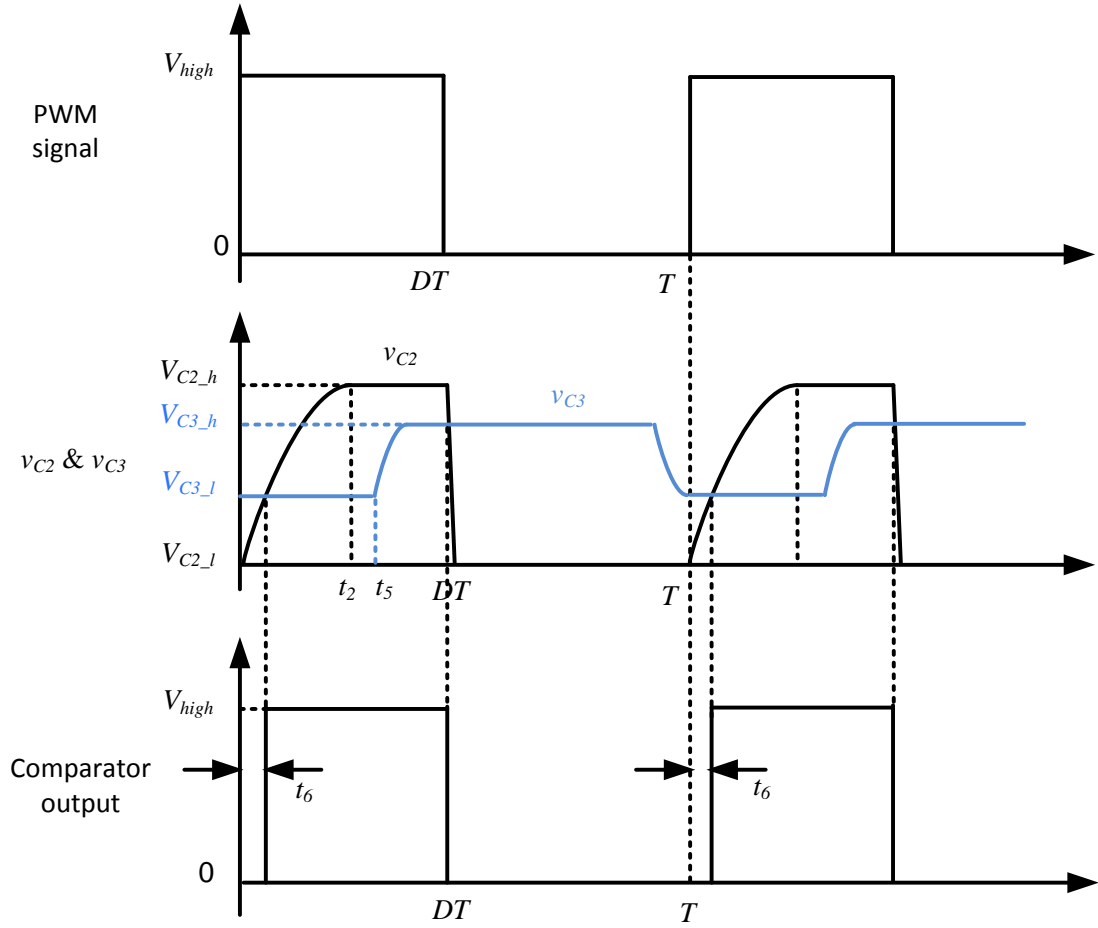 V_high
PWM
signal
0
DT
T
v_C2
V_C2_h
V_C3_h
v_C3
v_C2 & v_C3
V_C3_l
V_C2_l
t_2
t_5
DT
T
V_high
Comparator
output
t_6
t_6
0
DT
T